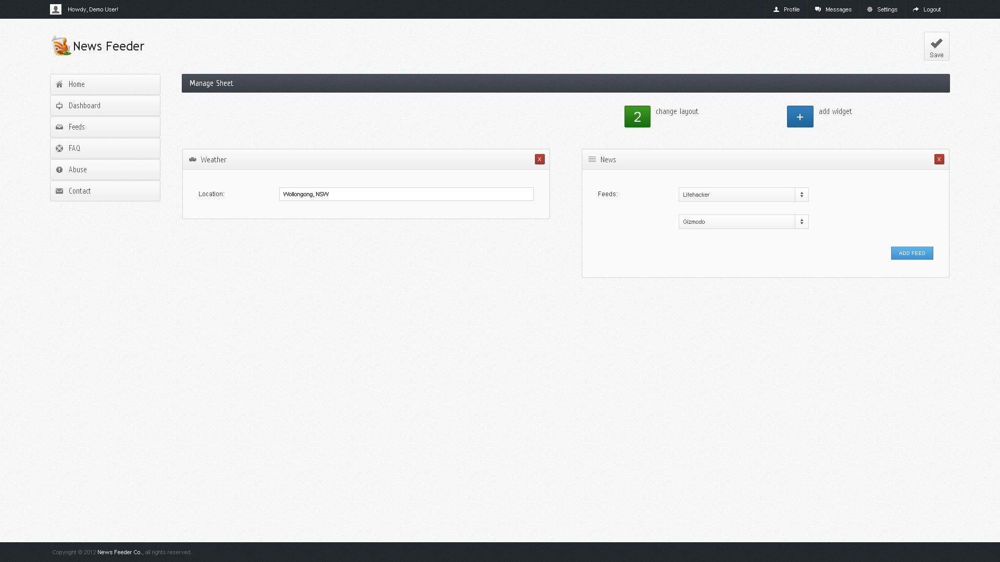 Howdy, Demo User!
Profile
Messages
Settings
Logout
News Feeder
Save
Home
Dashboard
Feeds
FAQ
Abuse
Contact
Manage Sheet
2 change layout
+ add widget
Weather X
Location: Wollongong, NSW
News X
Feeds: Lifehacker
Gizmodo
ADD FEED
Copyright © 2012 News Feeder Co., all rights reserved.